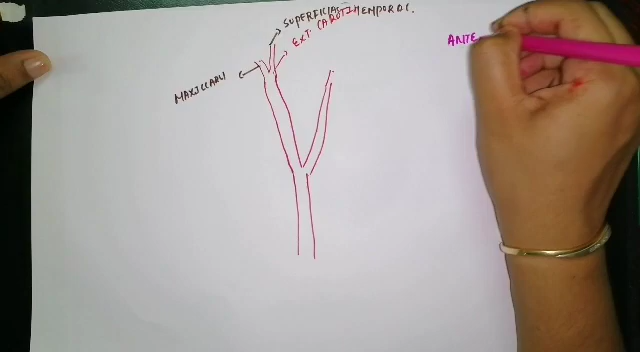 SUPERFICIAL TEMPORAL
EXT. CAROTID
MAXILLARY
ANTE